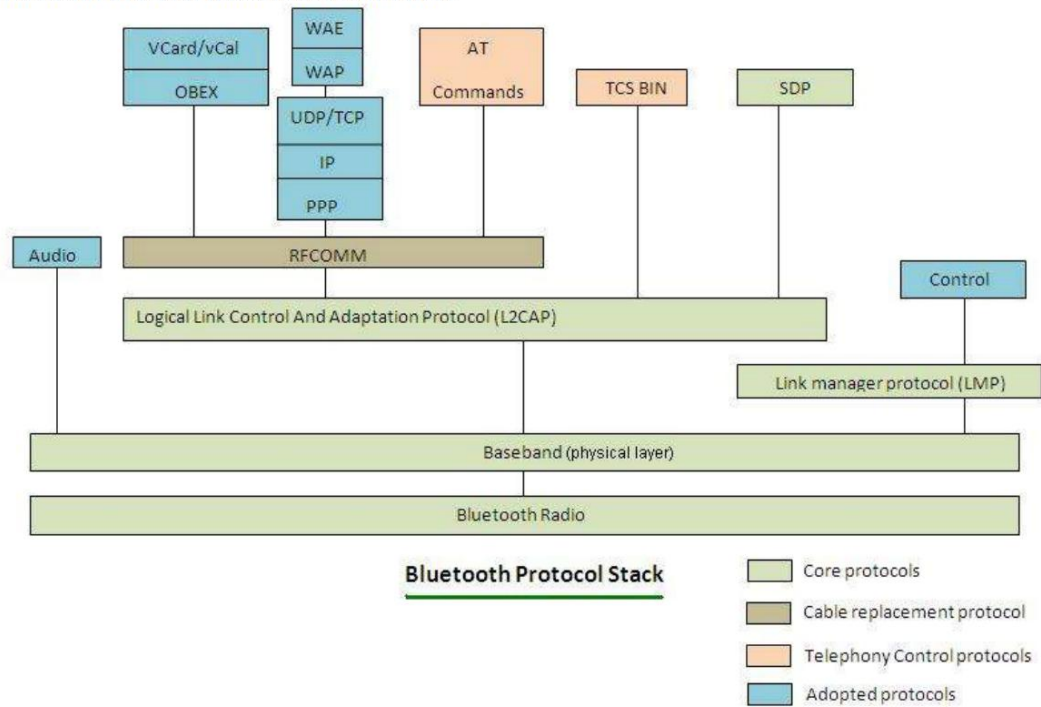 WAE
VCard/vCal
AT
WAP
OBEX
Commands
TCS BIN
SDP
UDP/TCP
IP
PPP
Audio
RFCOMM
Control
Logical Link Control And Adaptation Protocol (L2CAP)
Link manager protocol (LMP)
Baseband (physical layer)
Bluetooth Radio
Bluetooth Protocol Stack
Core protocols
Cable replacement protocol
Telephony Control protocols
Adopted protocols